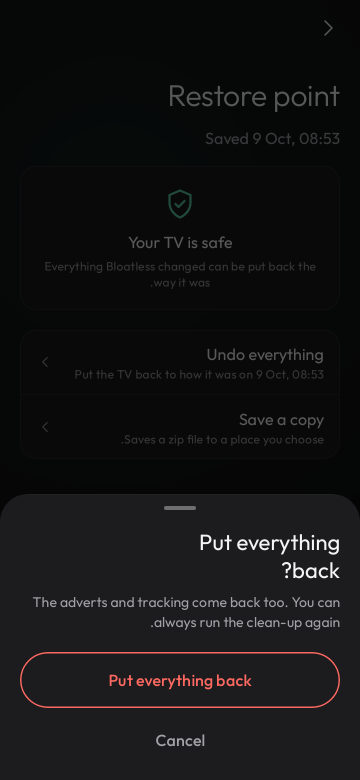 Restore point
Saved 9 Oct, 08:53
Your TV is safe
Everything Bloatless changed can be put back the
.way it was
Undo everything
Put the TV back to how it was on 9 Oct, 08:53
Save a copy
.Saves a zip file to a place you choose
Put everything
?back
The adverts and tracking come back too. You can
.always run the clean-up again
Put everything back
Cancel